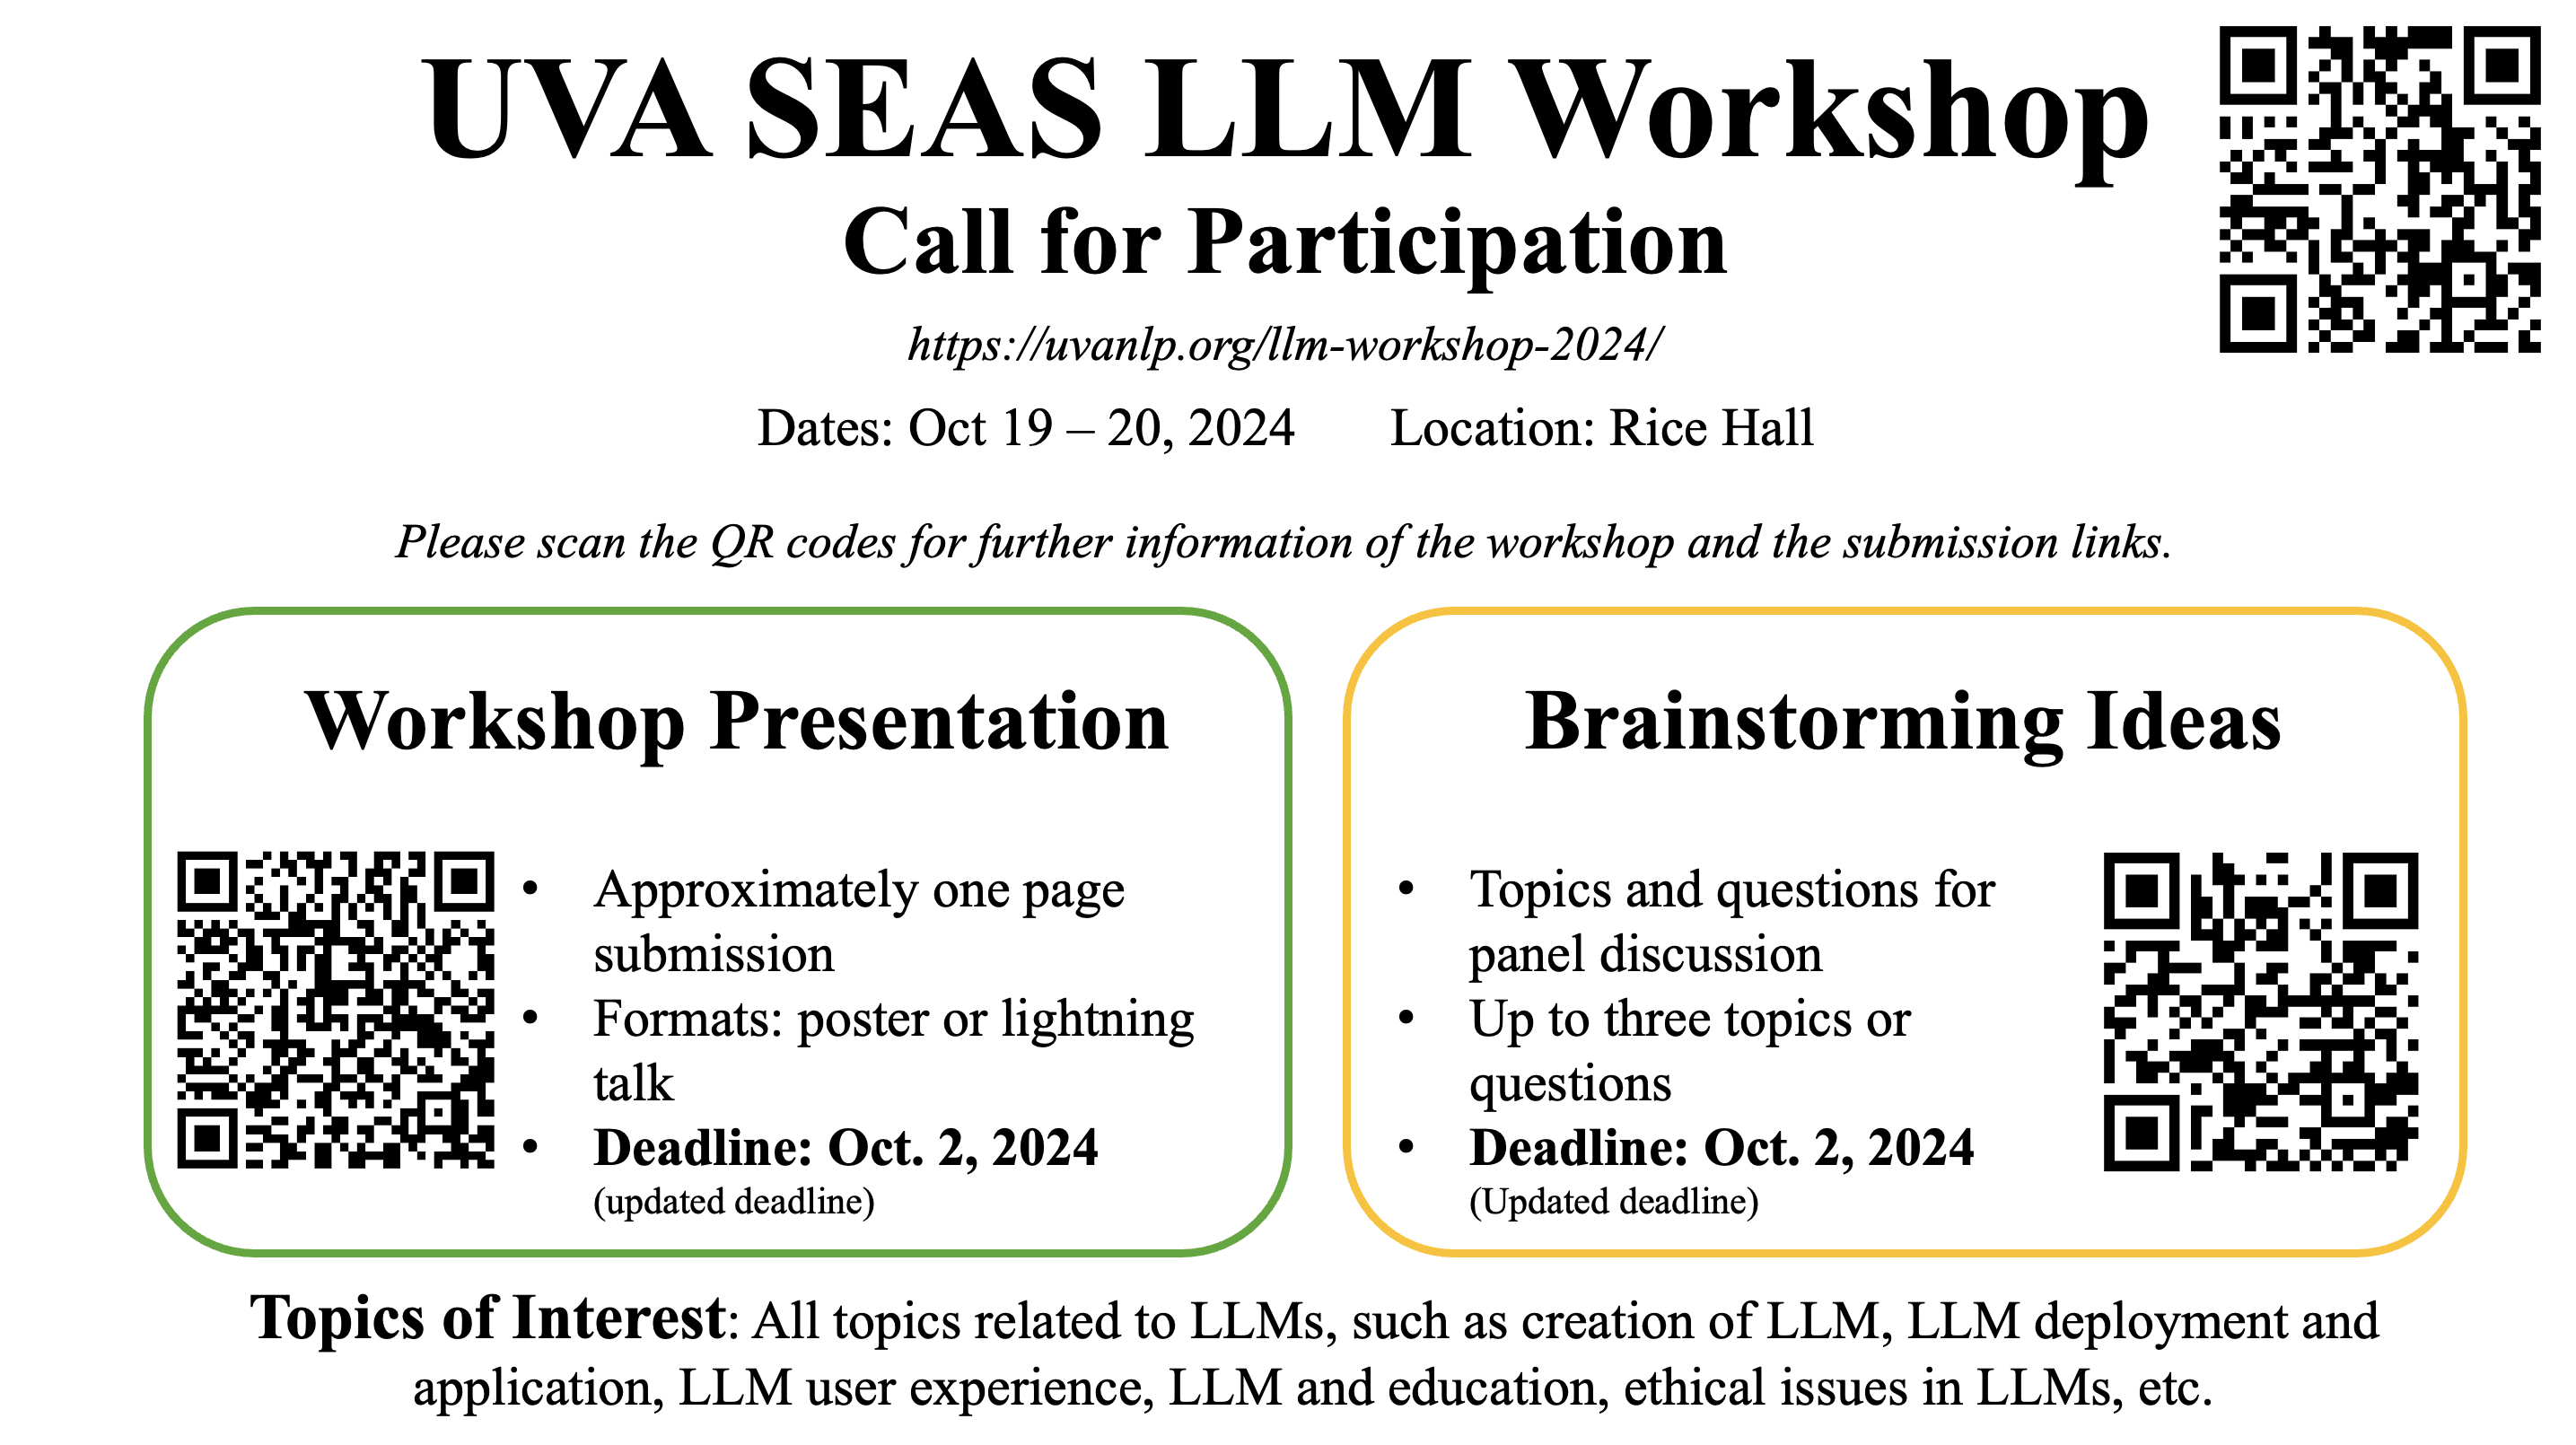 UVA SEAS LLM Workshop
Call for Participation
https://uvanlp.org/llm-workshop-2024/
Dates: Oct 19 – 20, 2024 Location: Rice Hall
Please scan the QR codes for further information of the workshop and the submission links.
Workshop Presentation
• Approximately one page
submission
• Formats: poster or lightning
talk
• Deadline: Oct. 2, 2024
(updated deadline)
Brainstorming Ideas
• Topics and questions for
panel discussion
• Up to three topics or
questions
• Deadline: Oct. 2, 2024
(Updated deadline)
Topics of Interest: All topics related to LLMs, such as creation of LLM, LLM deployment and
application, LLM user experience, LLM and education, ethical issues in LLMs, etc.